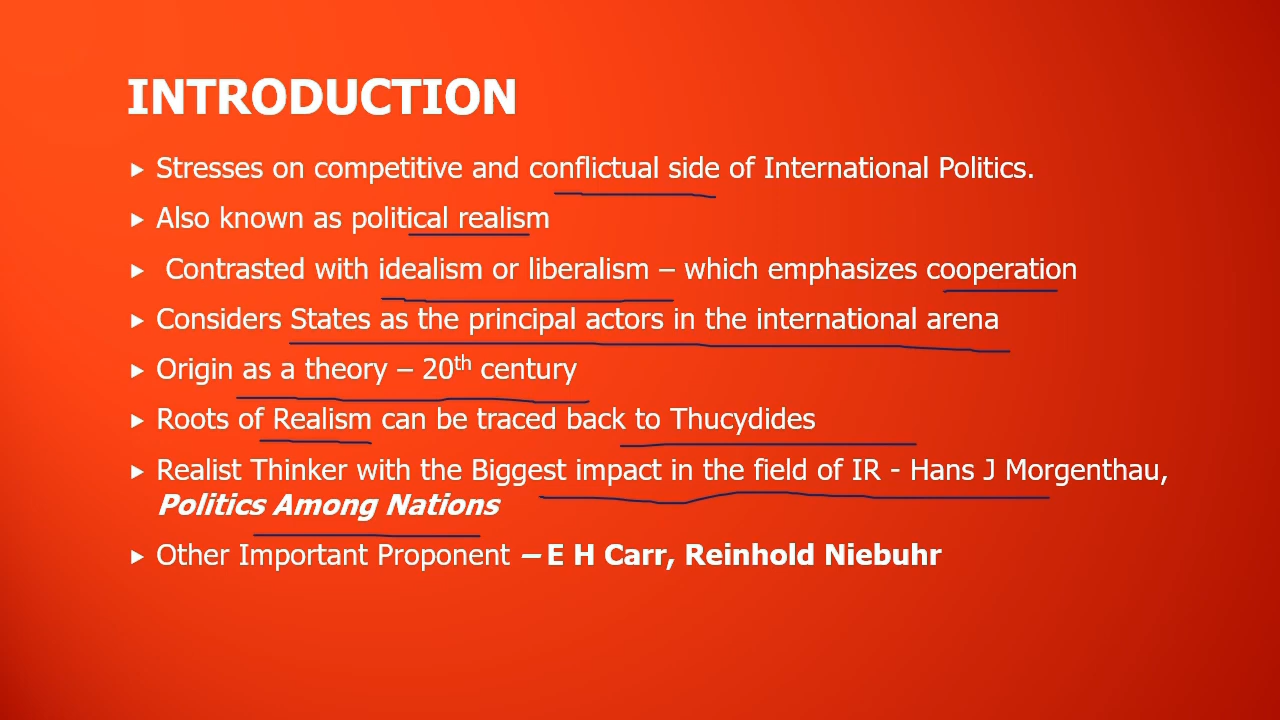 INTRODUCTION
Stresses on competitive and conflictual side of International Politics.
Also known as political realism
Contrasted with idealism or liberalism – which emphasizes cooperation
Considers States as the principal actors in the international arena
Origin as a theory – 20th century
Roots of Realism can be traced back to Thucydides
Realist Thinker with the Biggest impact in the field of IR - Hans J Morgenthau,
Politics Among Nations
Other Important Proponent – E H Carr, Reinhold Niebuhr